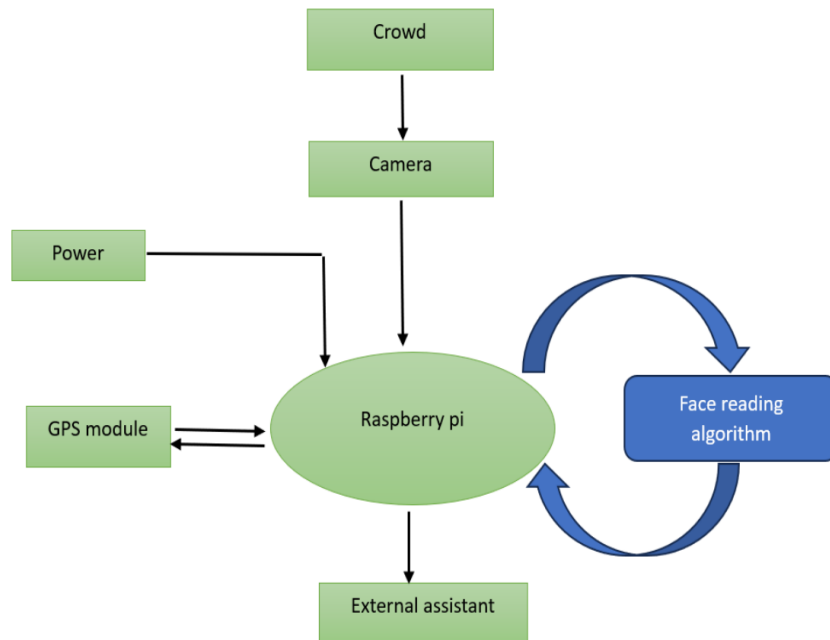 Crowd
Camera
Power
GPS module
Raspberry pi
Face reading
algorithm
External assistant